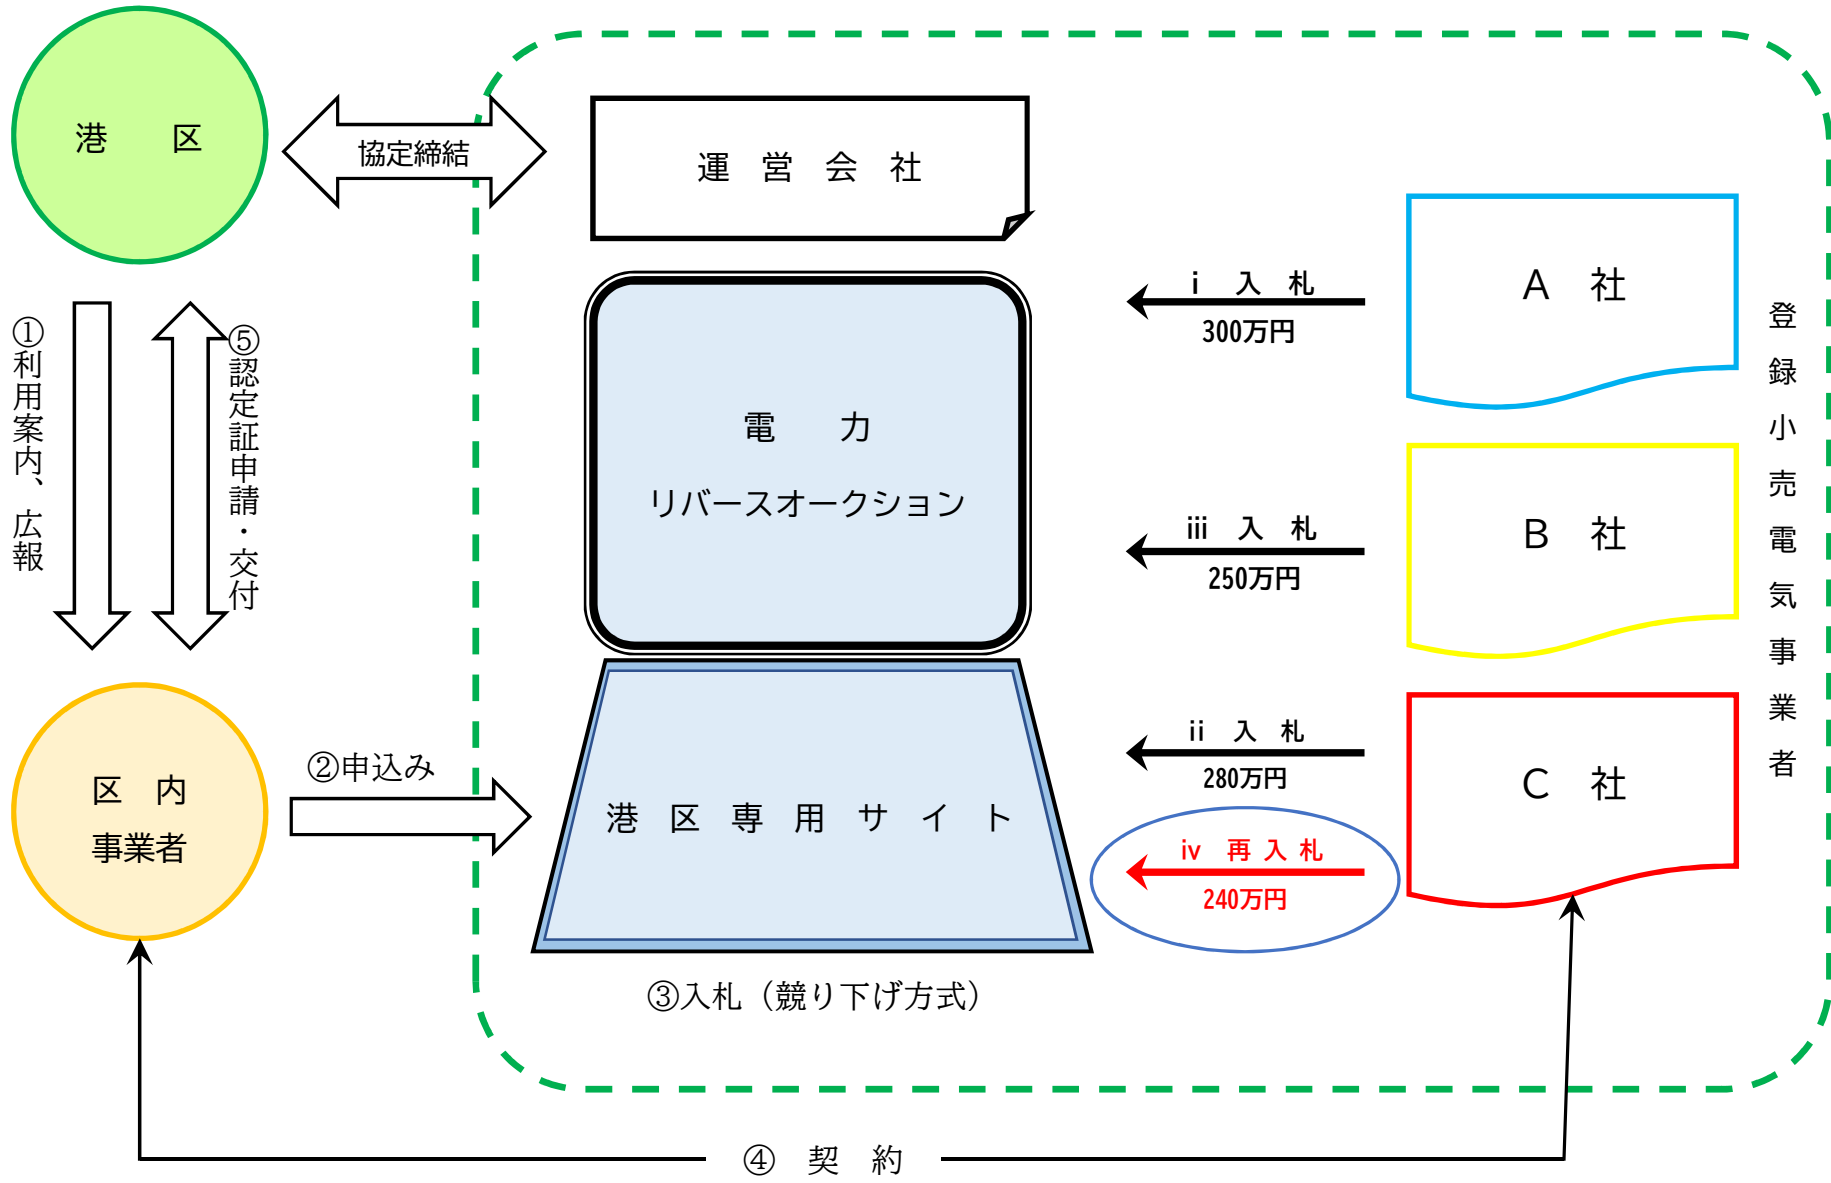 港　　区
協定締結
運　営　会　社
①利用案内、広報
⑤認定証申請・交付
電　　力
リバースオークション
ⅰ　入　札
300万円
A　社
ⅲ　入　札
250万円
B　社
ⅱ　入　札
280万円
C　社
ⅳ　再　入　札
240万円
登録小売電気事業者
区　内
事業者
②申込み
港　区　専　用　サ　イ　ト
③入札（競り下げ方式）
④　契　約